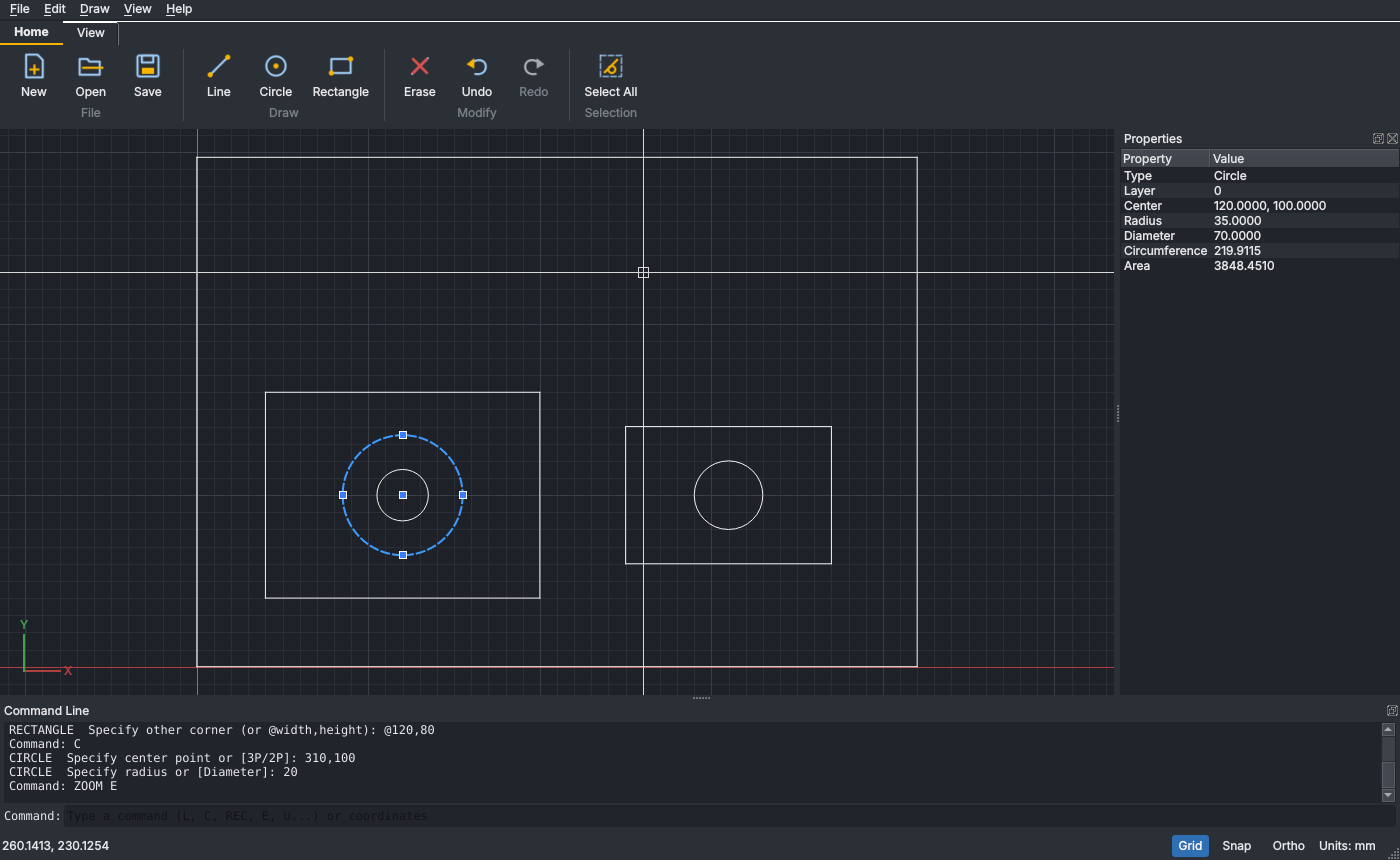 File Edit Draw View Help
Home View
New Open Save Line Circle Rectangle Erase Undo Redo Select All
File Draw Modify Selection
Properties
Property Value
Type Circle
Layer 0
Center 120.0000, 100.0000
Radius 35.0000
Diameter 70.0000
Circumference 219.9115
Area 3848.4510
Y
X
Command Line
RECTANGLE  Specify other corner (or @width,height): @120,80
Command: C
CIRCLE  Specify center point or [3P/2P]: 310,100
CIRCLE  Specify radius or [Diameter]: 20
Command: ZOOM E
Command: Type a command (L, C, REC, E, U...) or coordinates
260.1413, 230.1254 Grid Snap Ortho Units: mm